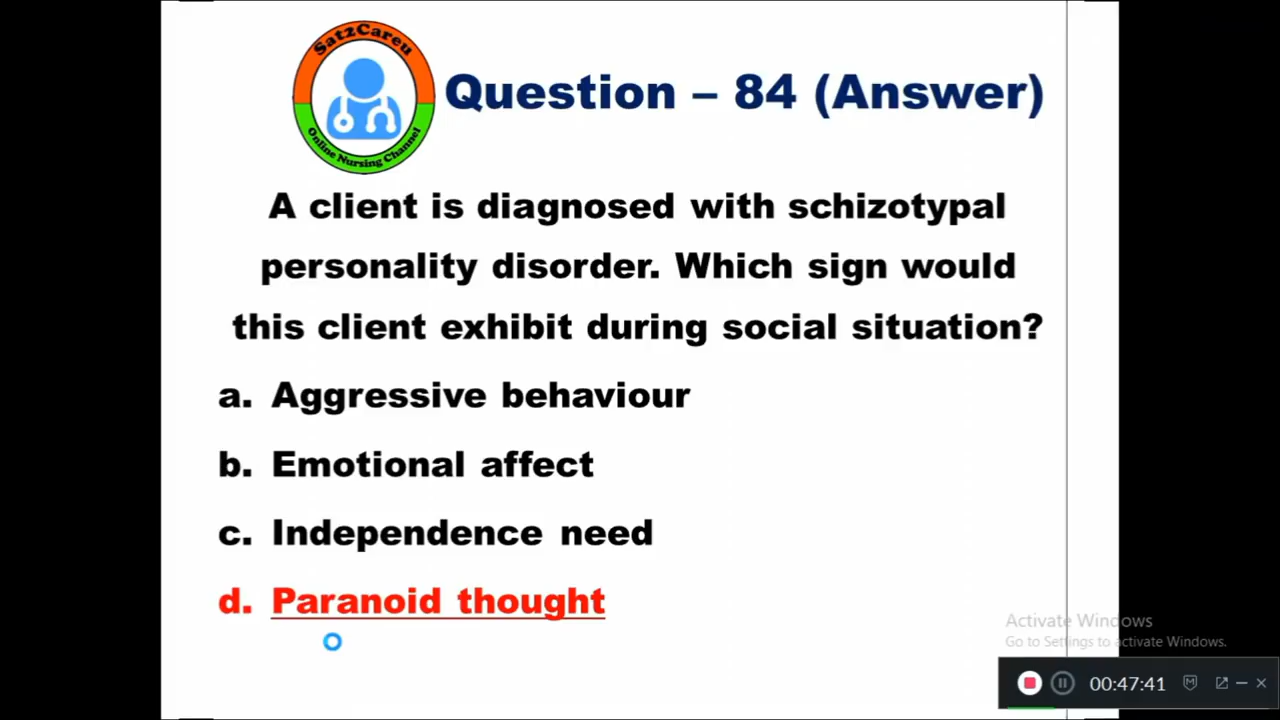 Sat2Careu
Online Nursing Channel
Question – 84 (Answer)
A client is diagnosed with schizotypal
personality disorder. Which sign would
this client exhibit during social situation?
a. Aggressive behaviour
b. Emotional affect
c. Independence need
d. Paranoid thought
Activate Windows
Go to Settings to activate Windows.
00:47:41